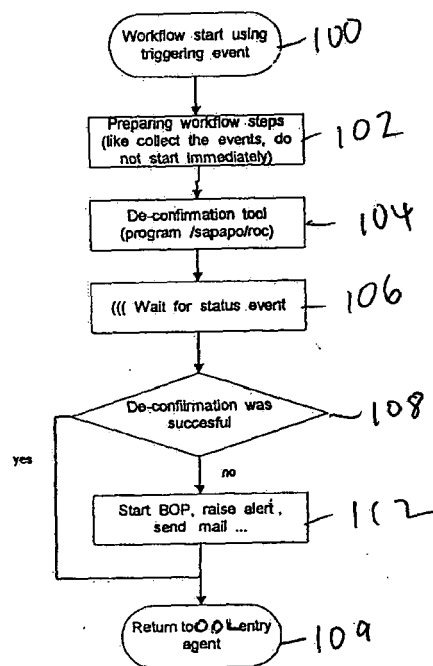 Workflow start using
triggering event
100
Preparing workflow steps
(like collect the events, do
not start immediately)
102
De-confirmation tool
(program /sapapo/roc)
104
((( Wait for status event
106
De-confirmation was
succesful
108
yes
no
Start BOP, raise alert,
send mail ...
112
Return to entry
agent
109